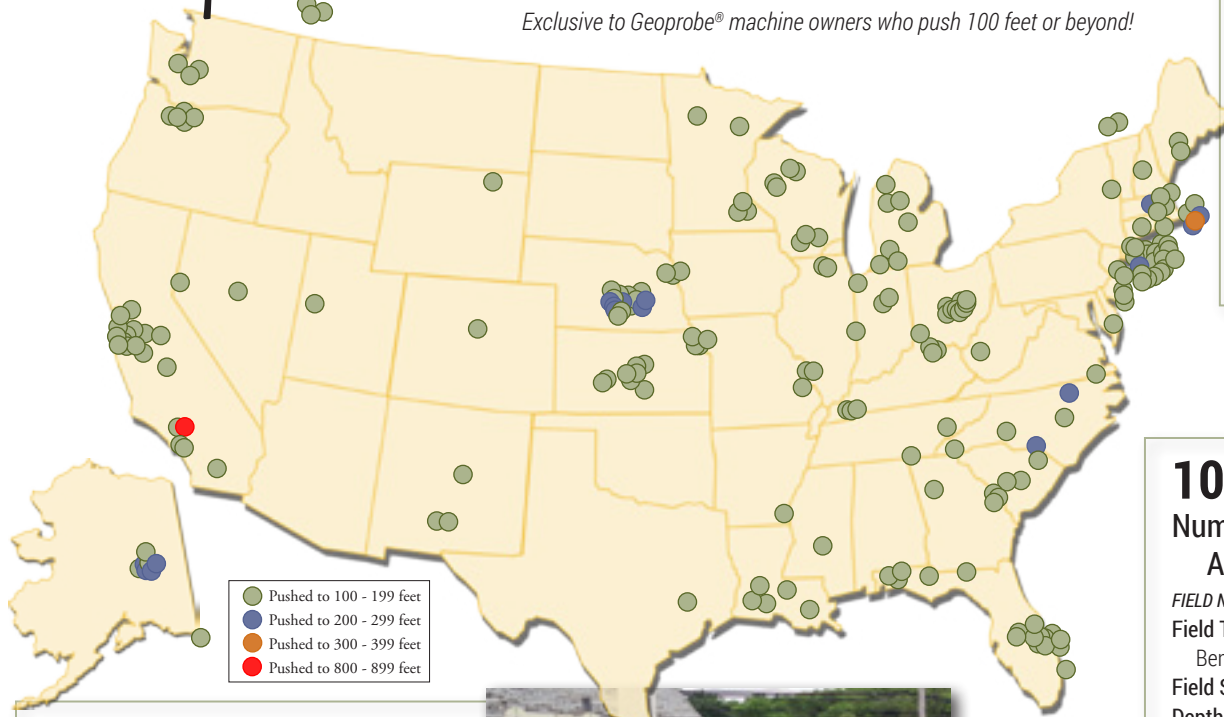 Exclusive to Geoprobe® machine owners who push 100 feet or beyond!
Pushed to 100 - 199 feet
Pushed to 200 - 299 feet
Pushed to 300 - 399 feet
Pushed to 800 - 899 feet
10
Num
A
FIELD N
Field T
Ber
Field S
Depth